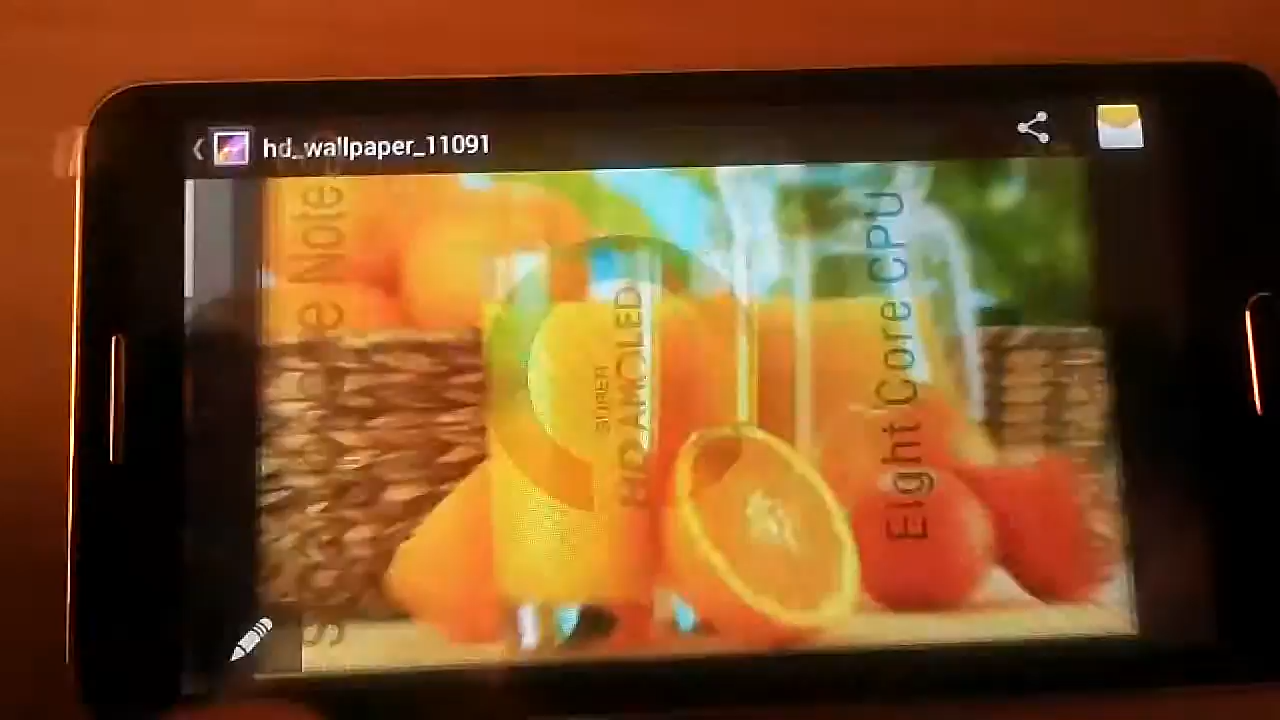 hd_wallpaper_11091
Note
SUPER
HD AMOLED
Eight Core CPU